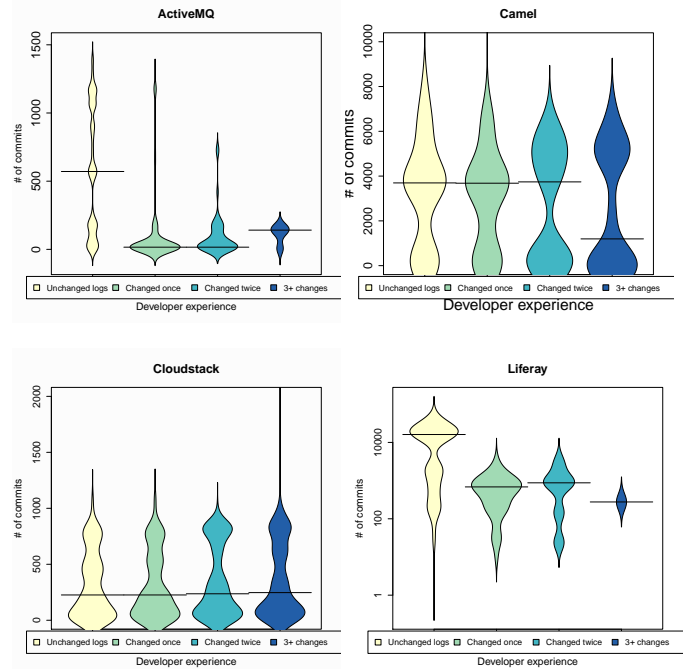 ActiveMQ
# of commits
1500
1000
500
0
Unchanged logs Changed once Changed twice 3+ changes
Developer experience
Camel
# of commits
10000
8000
6000
4000
2000
0
Unchanged logs Changed once Changed twice 3+ changes
Developer experience
Cloudstack
# of commits
2000
1500
1000
500
0
Unchanged logs Changed once Changed twice 3+ changes
Developer experience
Liferay
# of commits
10000
100
1
Unchanged logs Changed once Changed twice 3+ changes
Developer experience